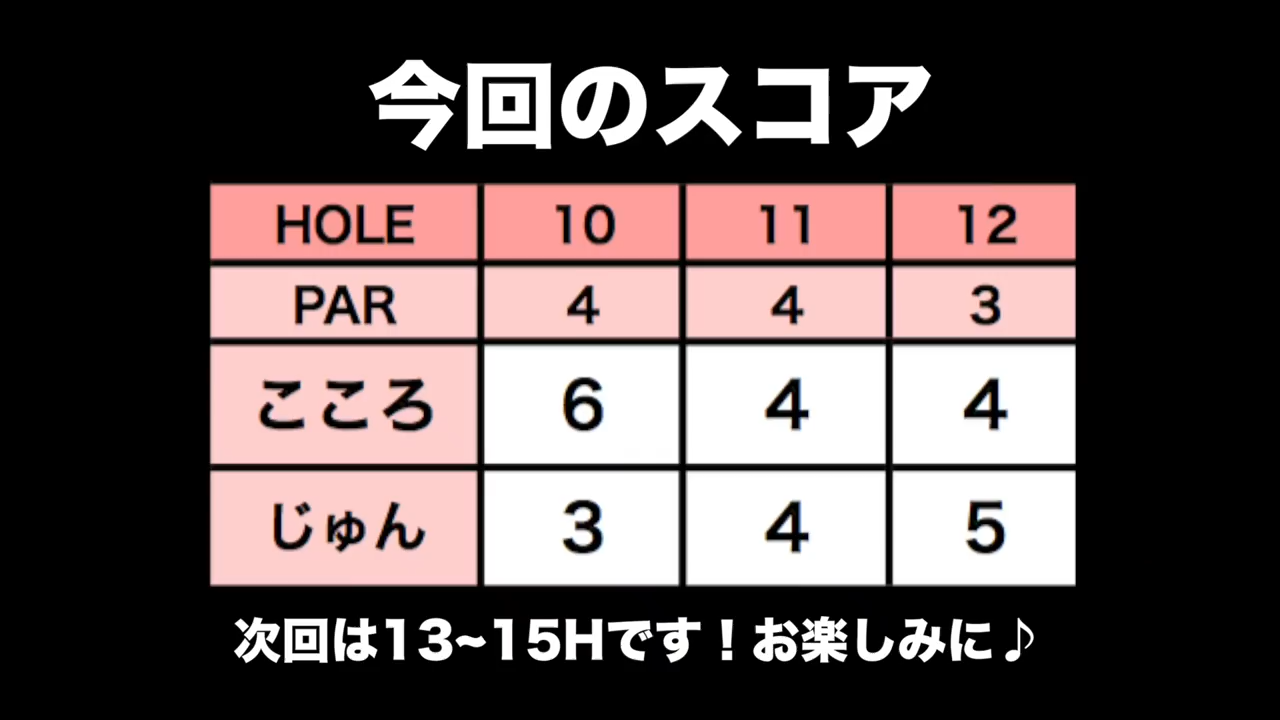 今回のスコア
HOLE 10 11 12
PAR 4 4 3
こころ 6 4 4
じゅん 3 4 5
次回は13~15Hです！お楽しみに♪